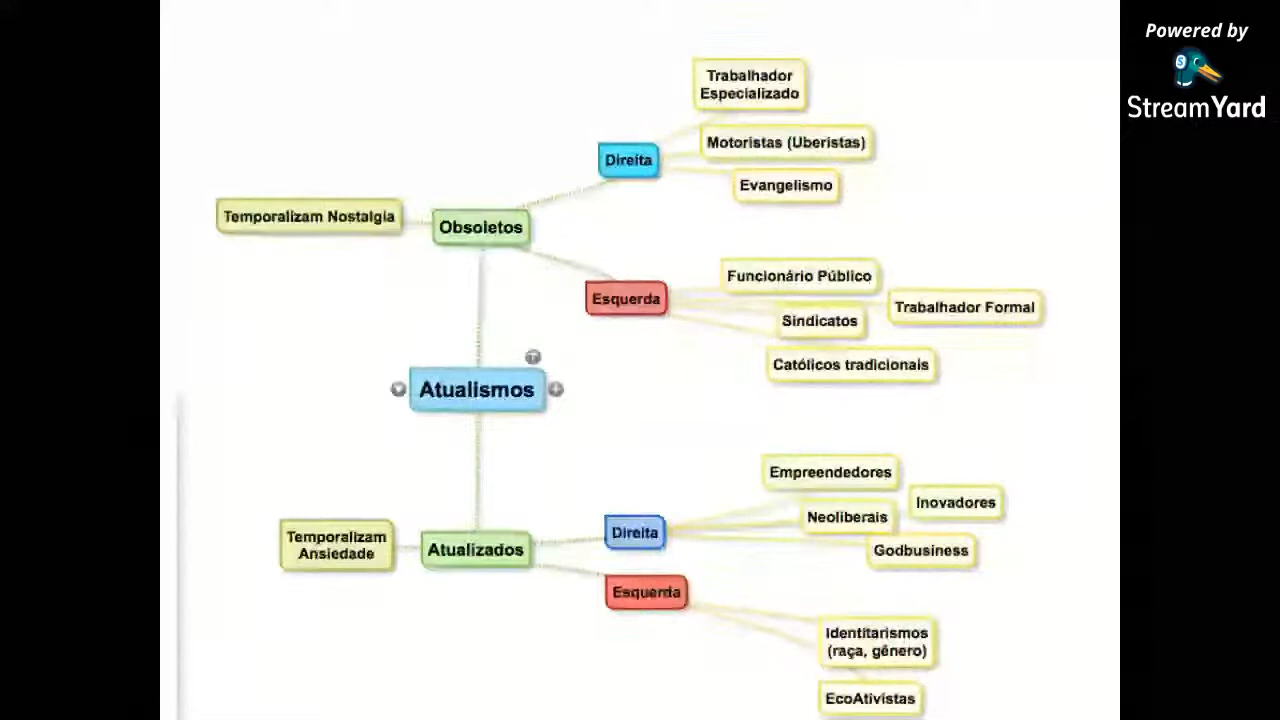 Powered by
StreamYard
Trabalhador
Especializado
Motoristas (Uberistas)
Direita
Evangelismo
Temporalizam Nostalgia
Obsoletos
Funcionário Público
Esquerda
Trabalhador Formal
Sindicatos
Católicos tradicionais
Atualismos
Empreendedores
Inovadores
Neoliberais
Direita
Godbusiness
Temporalizam
Ansiedade
Atualizados
Esquerda
Identitarismos
(raça, gênero)
EcoAtivistas